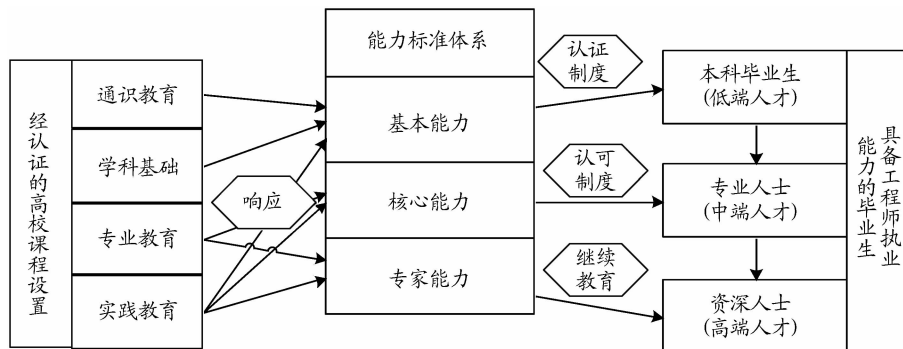 经认证的高校课程设置
通识教育
学科基础
专业教育
实践教育
响应
能力标准体系
基本能力
核心能力
专家能力
认证
制度
认可
制度
继续
教育
本科毕业生
(低端人才)
专业人士
(中端人才)
资深人士
(高端人才)
具备工程师执业
能力的毕业生